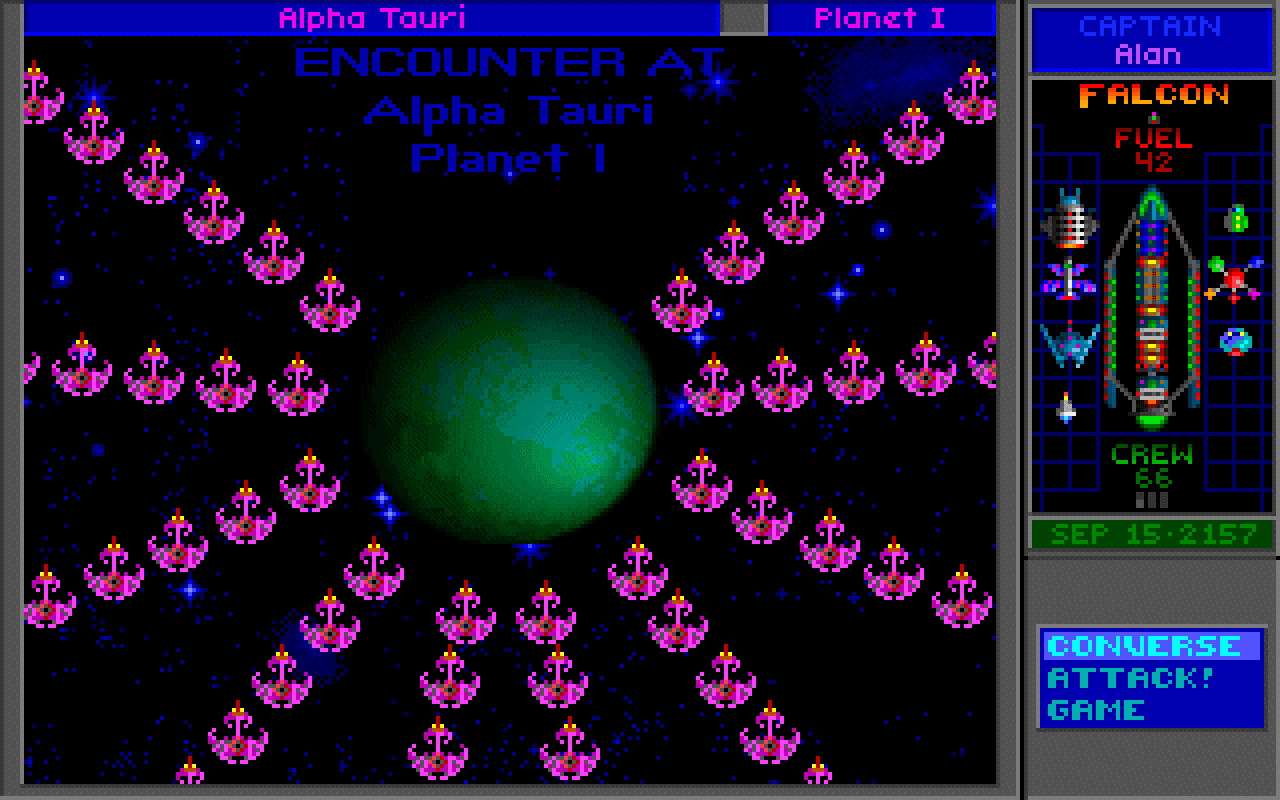 Alpha Tauri
Planet I
ENCOUNTER AT
Alpha Tauri
Planet I
CAPTAIN
Alan
FALCON
FUEL
42
CREW
66
SEP 15·2157
CONVERSE
ATTACK!
GAME